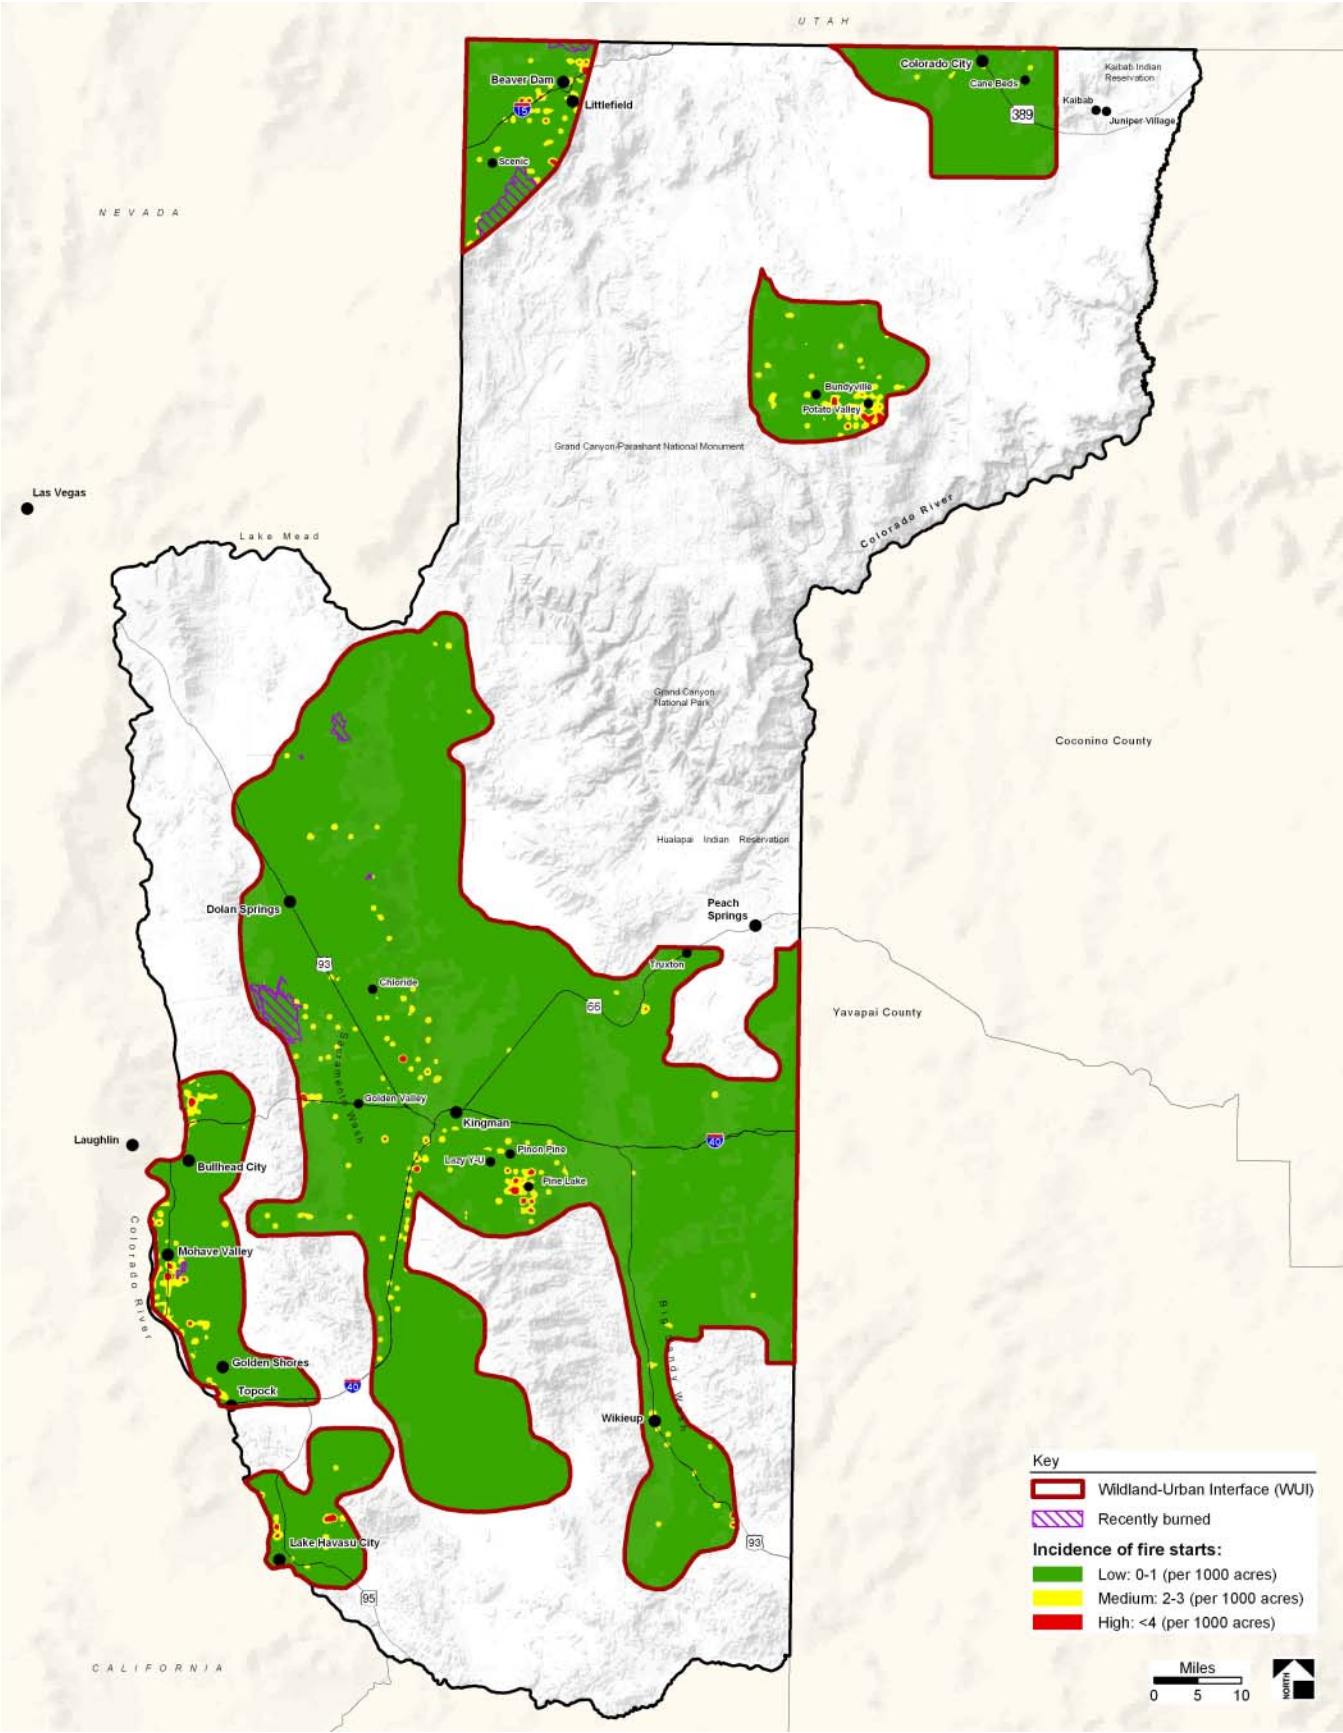 UTAH
Colorado City
Cane Beds
389
Kaibab Indian
Reservation
Kaibab
Juniper Village
Beaver Dam
Littlefield
15
Scenic
NEVADA
Bundyville
Potato Valley
Grand Canyon-Parashant National Monument
Las Vegas
Lake Mead
Colorado River
Grand Canyon
National Park
Coconino County
Hualapai Indian Reservation
Peach
Springs
Dolan Springs
Truxton
93
Chloride
66
Yavapai County
Sacramento Wash
Golden Valley
Kingman
40
Laughlin
Bullhead City
Lazy Y-U
Pinon Pine
Pine Lake
Colorado River
Mohave Valley
Big Sandy Wash
Golden Shores
Topock
40
Wikieup
Lake Havasu City
93
95
CALIFORNIA
Key
Wildland-Urban Interface (WUI)
Recently burned
Incidence of fire starts:
Low: 0-1 (per 1000 acres)
Medium: 2-3 (per 1000 acres)
High: <4 (per 1000 acres)
Miles
0 5 10
NORTH